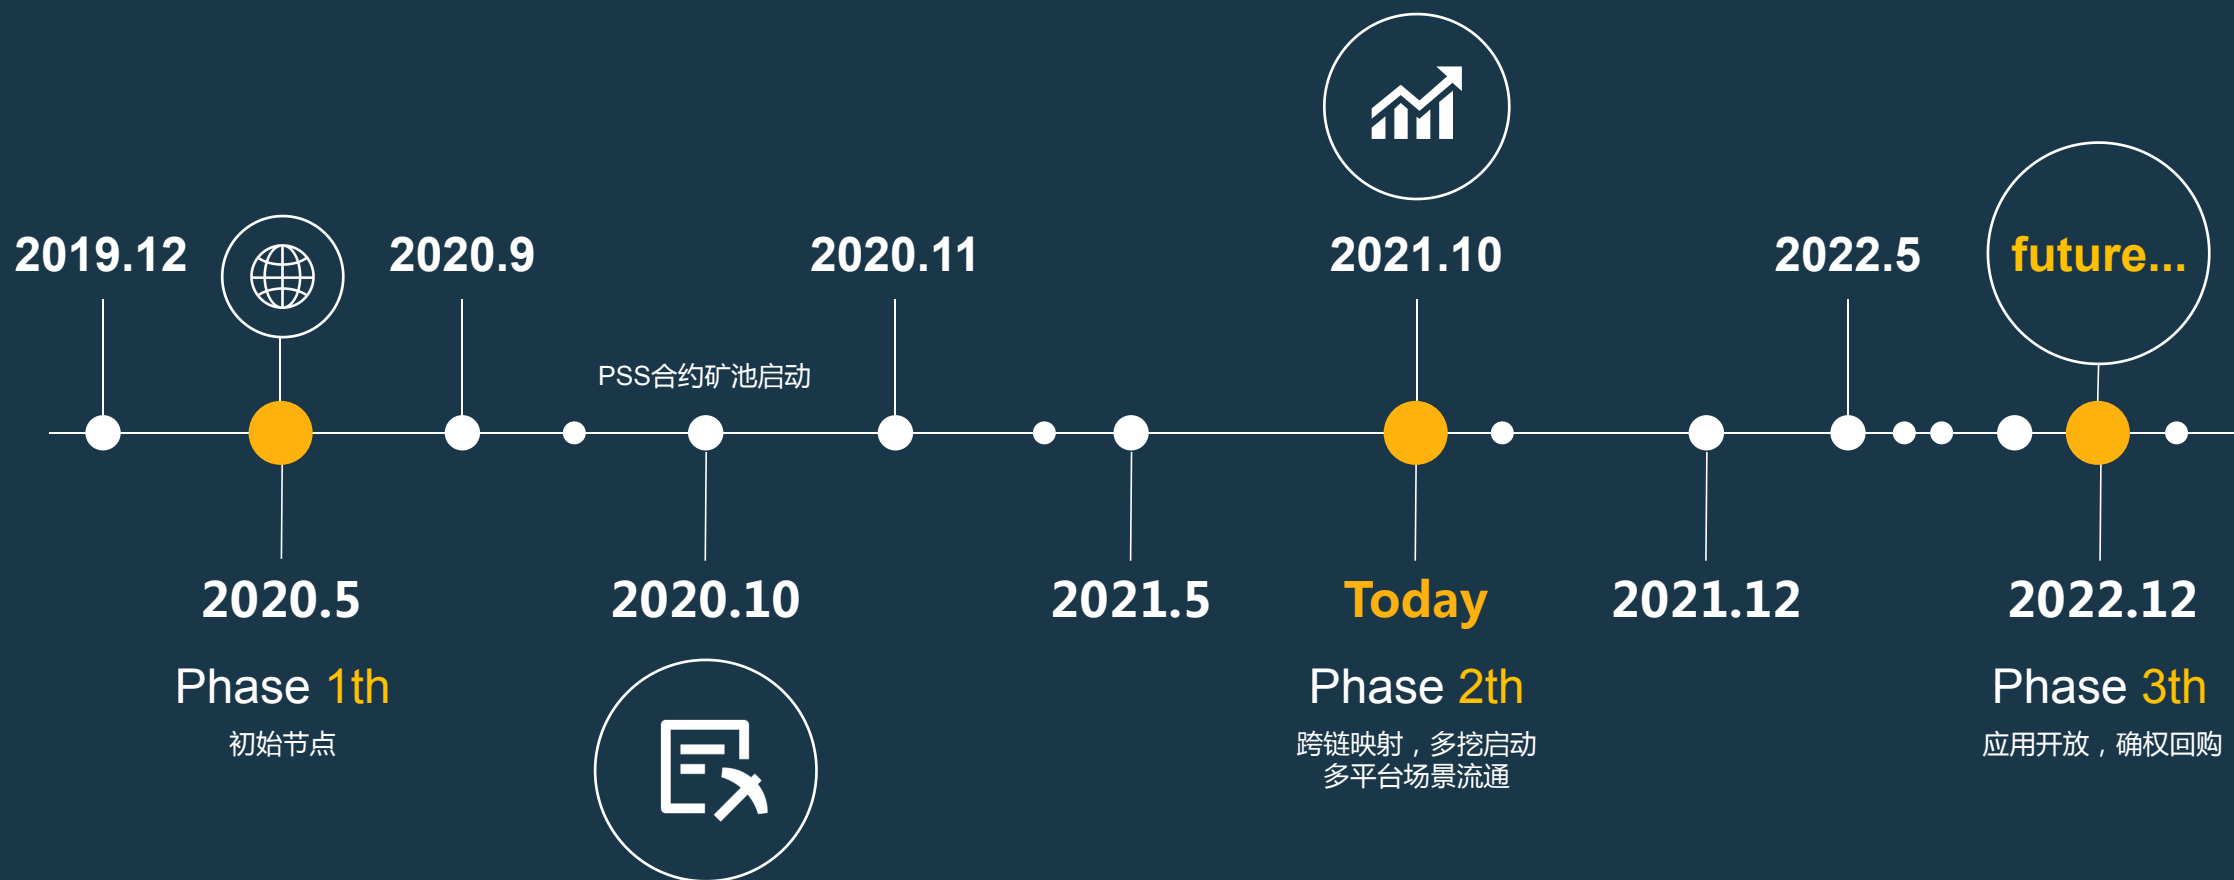 2019.12
2020.9
2020.11
2021.10
2022.5
future...
PSS合约矿池启动
2020.5
2020.10
2021.5
Today
2021.12
2022.12
Phase 1th
初始节点
Phase 2th
跨链映射，多挖启动
多平台场景流通
Phase 3th
应用开放，确权回购